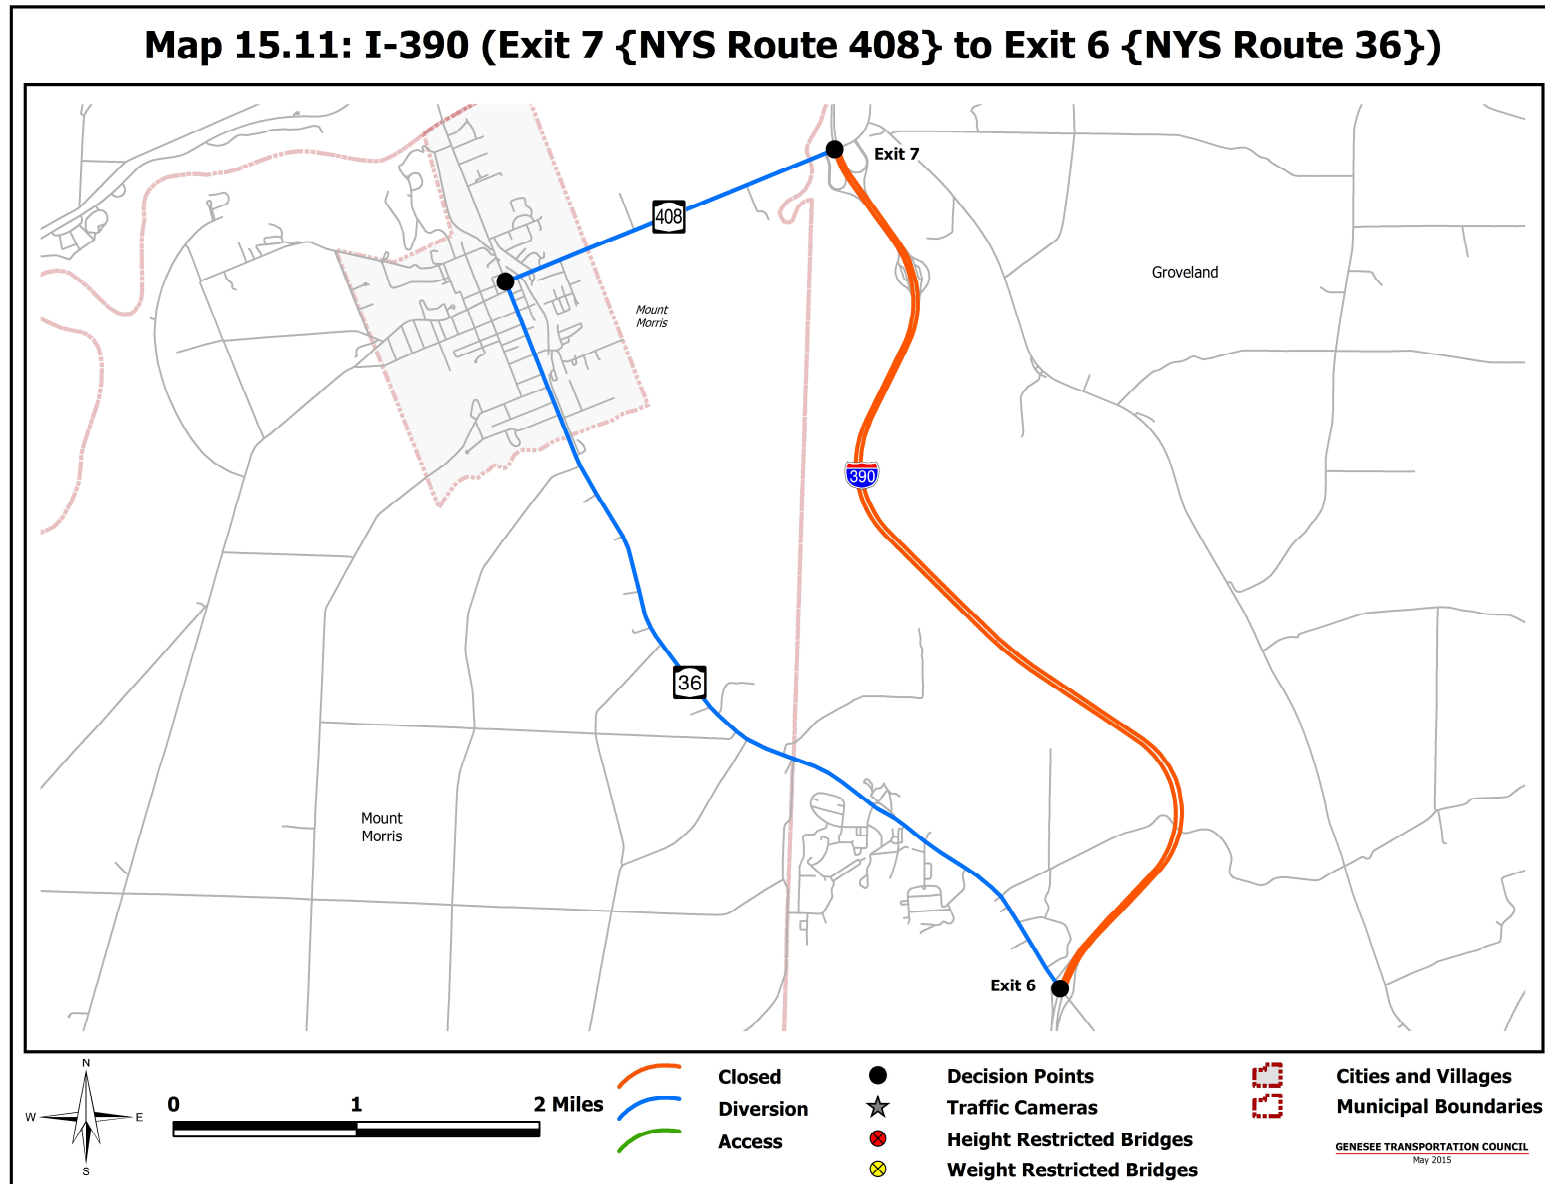 Map 15.11: I-390 (Exit 7 {NYS Route 408} to Exit 6 {NYS Route 36})
Exit 7
408
Groveland
Mount
Morris
390
36
Mount
Morris
Exit 6
N
W
E
S
0 1 2 Miles
Closed
Diversion
Access
Decision Points
Traffic Cameras
Height Restricted Bridges
Weight Restricted Bridges
Cities and Villages
Municipal Boundaries
GENESEE TRANSPORTATION COUNCIL
May 2015